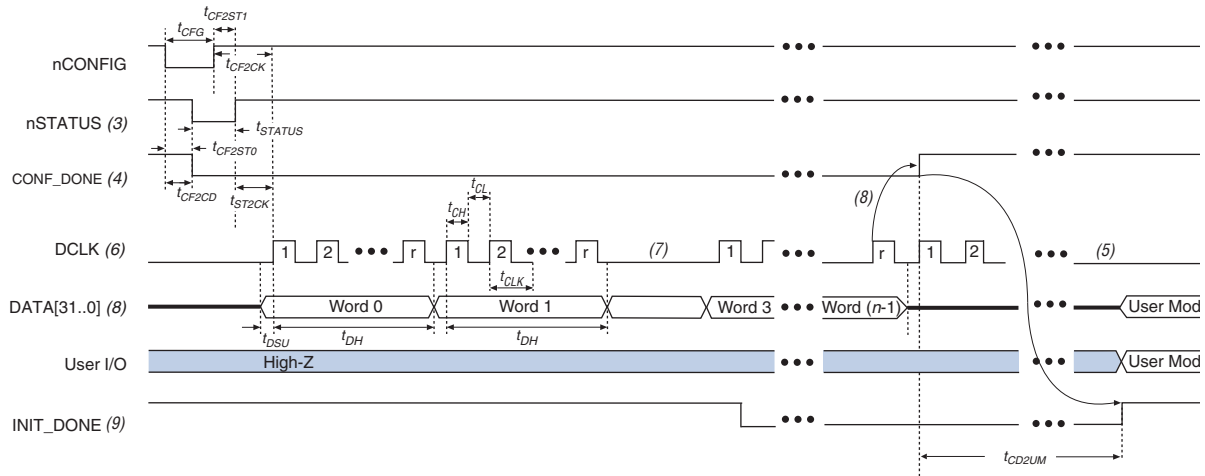 tCF2ST1
tCFG
nCONFIG
tCF2CK
nSTATUS (3)
tSTATUS
tCF2ST0
CONF_DONE (4)
tCF2CD
tST2CK
tCL
tCH
(8)
DCLK (6)
1 2 r 1 2 r (7) 1 r 1 2 (5)
tCLK
DATA[31..0] (8)
Word 0 Word 1 Word 3 Word (n-1) User Mod
tDSU
tDH
tDH
User I/O
High-Z
User Mod
INIT_DONE (9)
tCD2UM